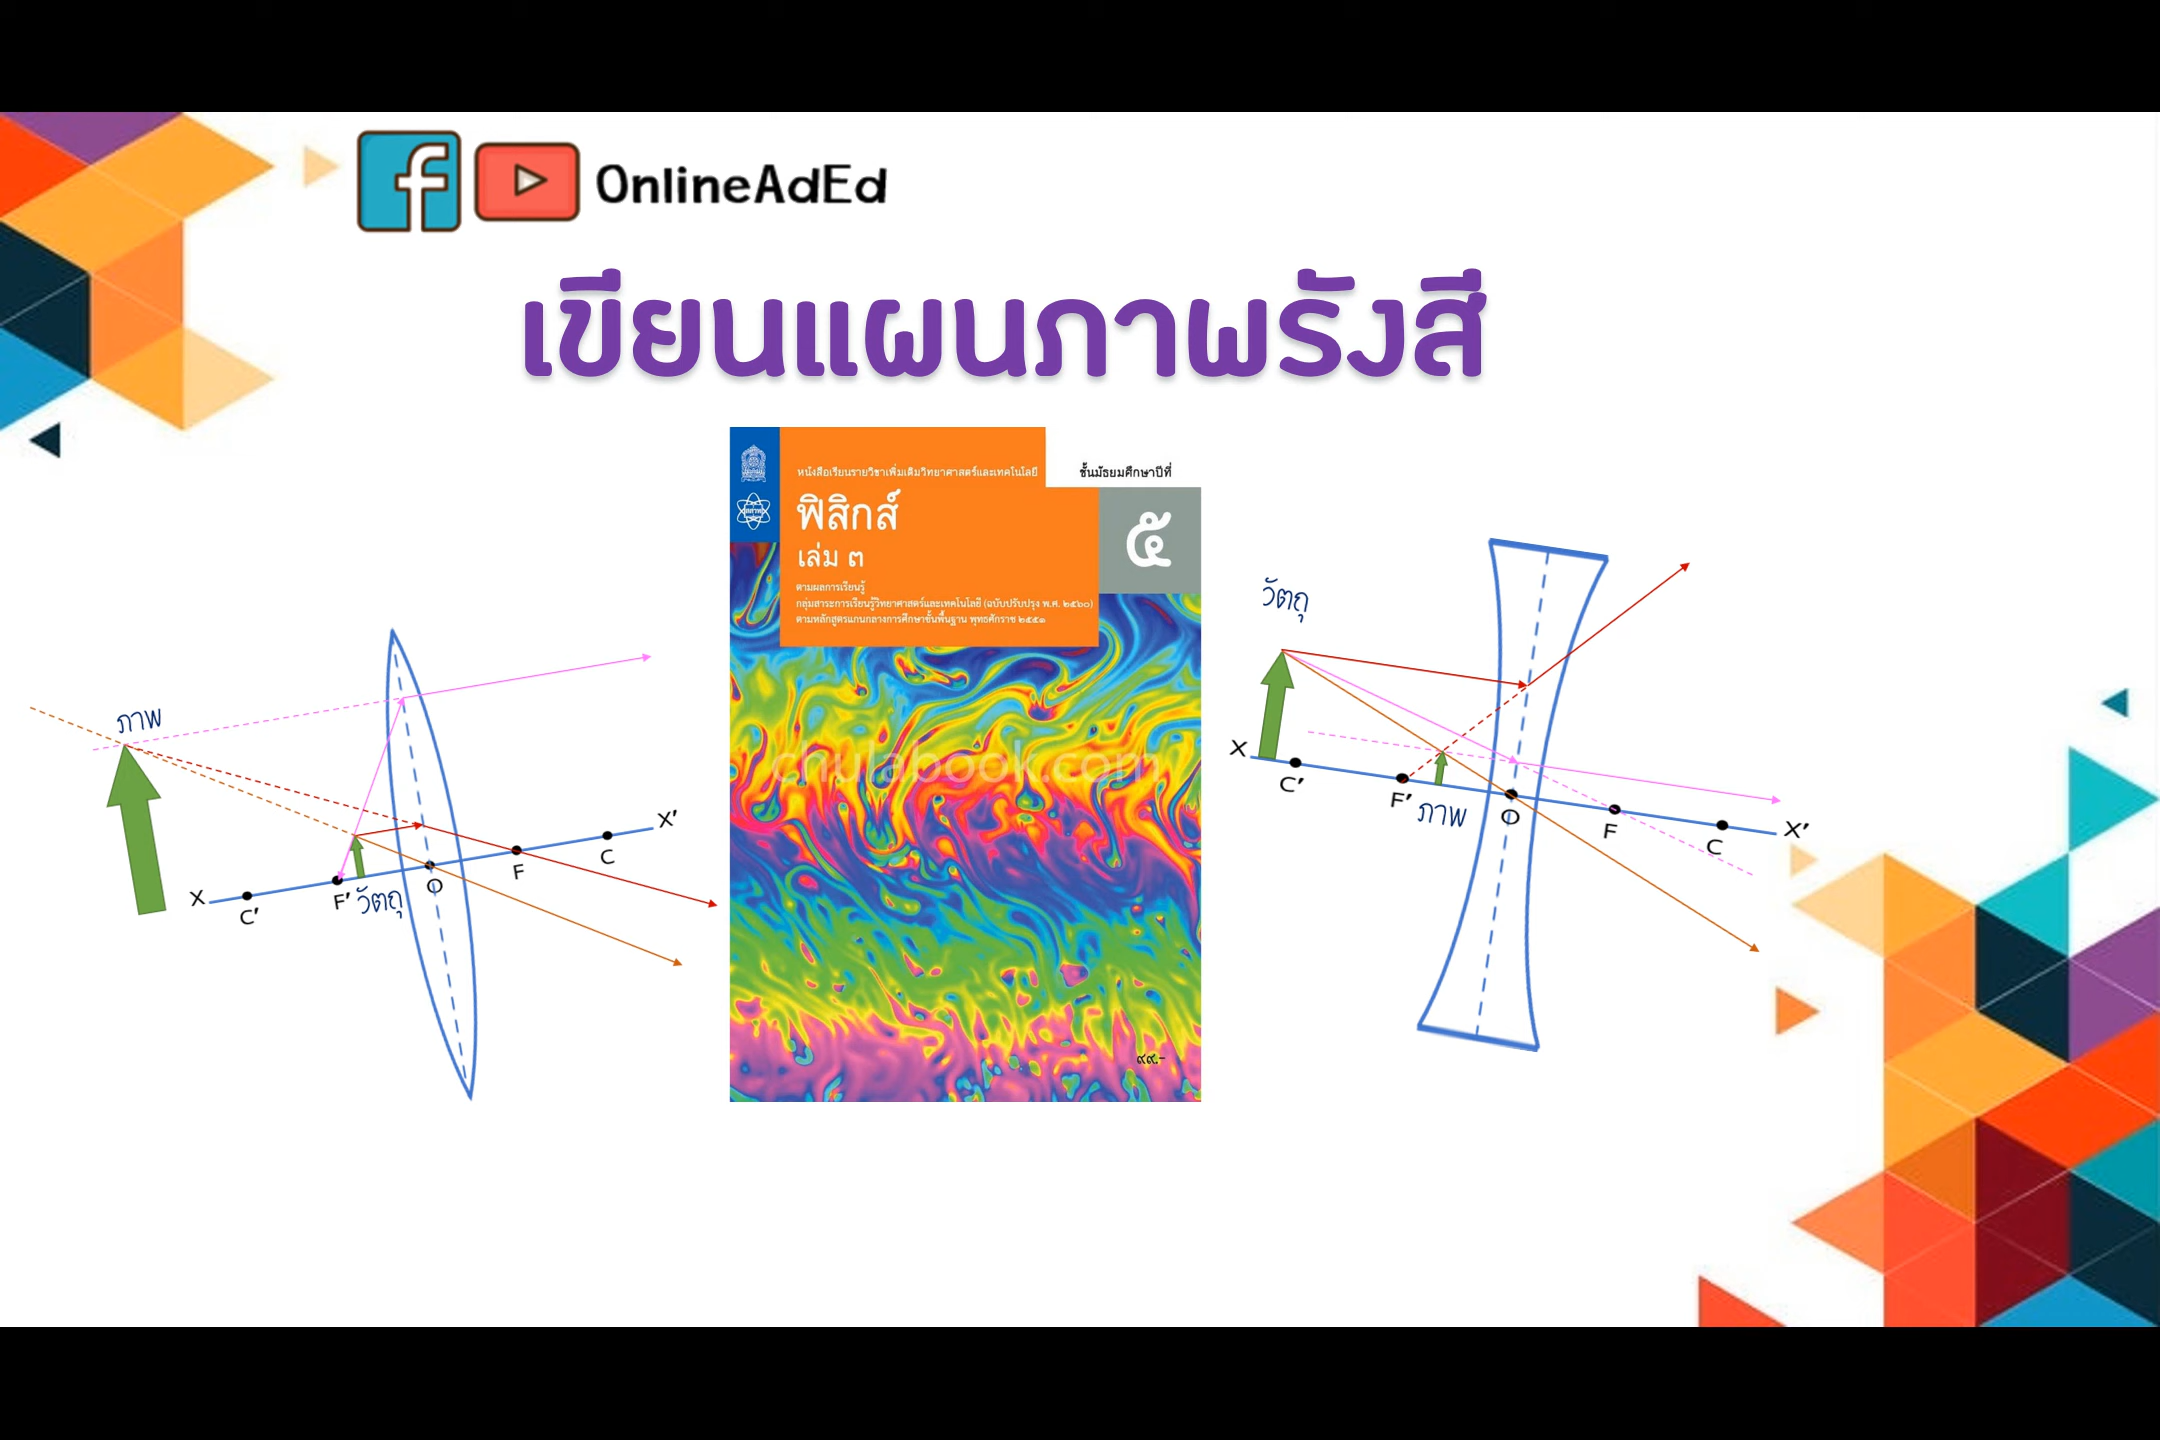 OnlineAdEd
เขียนแผนภาพรังสี
หนังสือเรียนรายวิชาเพิ่มเติมวิทยาศาสตร์และเทคโนโลยี
ชั้นมัธยมศึกษาปีที่
ฟิสิกส์
๕
เล่ม ๓
ตามผลการเรียนรู้
กลุ่มสาระการเรียนรู้วิทยาศาสตร์และเทคโนโลยี (ฉบับปรับปรุง พ.ศ. ๒๕๖๐)
ตามหลักสูตรแกนกลางการศึกษาขั้นพื้นฐาน พุทธศักราช ๒๕๕๑
chulabook.com
๙๙.-
ภาพ
X
C'
F'
วัตถุ
O
F
C
X'
วัตถุ
X
C'
F'
ภาพ
O
F
C
X'